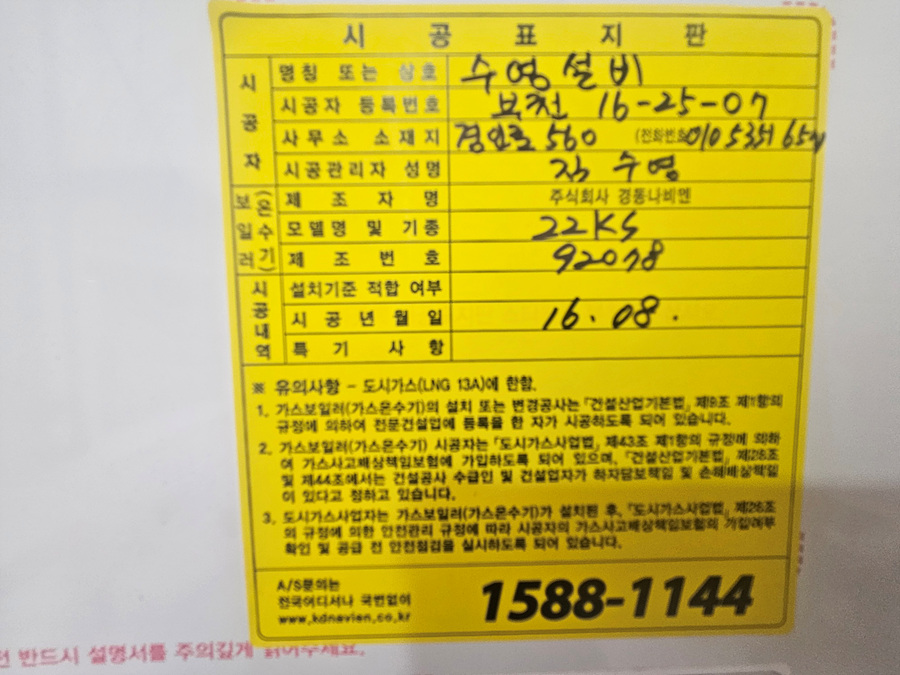 시 공 표 지 판
시공자
명칭 또는 상호 수영설비
시공자 등록번호 부천 16-25-07
사무소 소재지 경인로 560 (전화번호 010
시공관리자 성명 수영
보일러 (온수기)
제 조 자 명 주식회사 경동나비엔
모델명 및 기종 22KS
제 조 번 호 92078
시공내역
설치기준 적합 여부
시 공 년 월 일 16. 08.
특 기 사 항
※ 유의사항 - 도시가스(LNG 13A)에 한함.
1. 가스보일러(가스온수기)의 설치 또는 변경공사는 「건설산업기본법」 제9조 제1항의
규정에 의하여 전문건설업에 등록을 한 자가 시공하도록 되어 있습니다.
2. 가스보일러(가스온수기) 시공자는 「도시가스사업법」 제43조 제1항의 규정에 의하
여 가스사고배상책임보험에 가입하도록 되어 있으며, 「건설산업기본법」 제28조
및 제44조에서는 건설공사 수급인 및 건설업자가 하자담보책임 및 손해배상책임
이 있다고 정하고 있습니다.
3. 도시가스사업자는 가스보일러(가스온수기)가 설치된 후, 「도시가스사업법」 제26조
의 규정에 의한 안전관리 규정에 따라 시공자의 가스사고배상책임보험의 가입여부
확인 및 공급 전 안전점검을 실시하도록 되어 있습니다.
A/S문의는
전국어디서나 국번없이
www.kdnavien.co.kr
1588-1144
전 반드시 설명서를 주의깊게 읽어주세요.